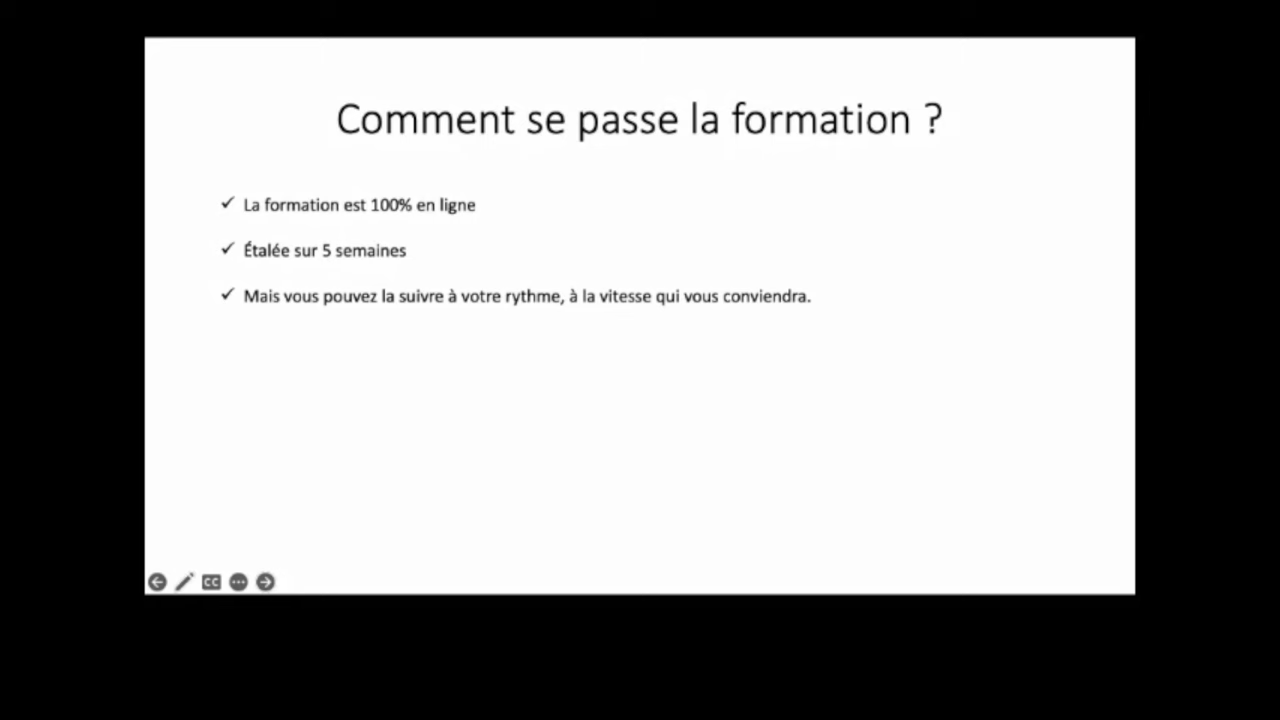 Comment se passe la formation ?
✓ La formation est 100% en ligne
✓ Étalée sur 5 semaines
✓ Mais vous pouvez la suivre à votre rythme, à la vitesse qui vous conviendra.
CC